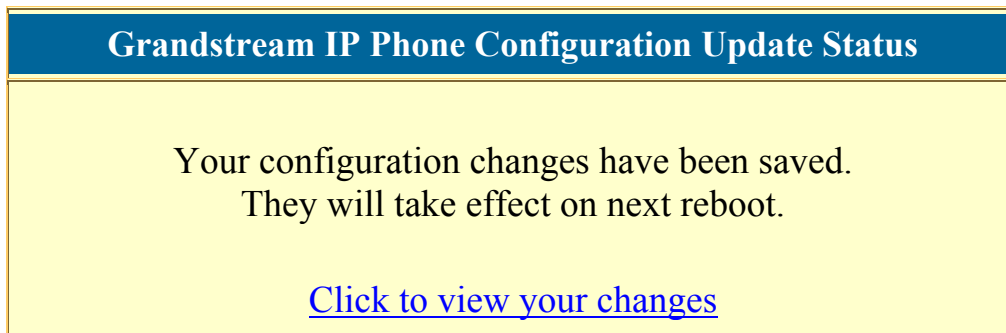 Grandstream IP Phone Configuration Update Status
Your configuration changes have been saved.
They will take effect on next reboot.
Click to view your changes